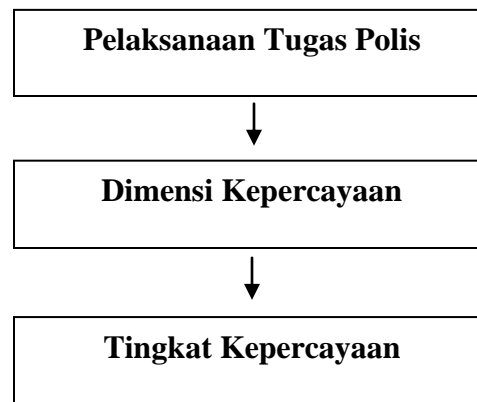 Pelaksanaan Tugas Polis
Dimensi Kepercayaan
Tingkat Kepercayaan